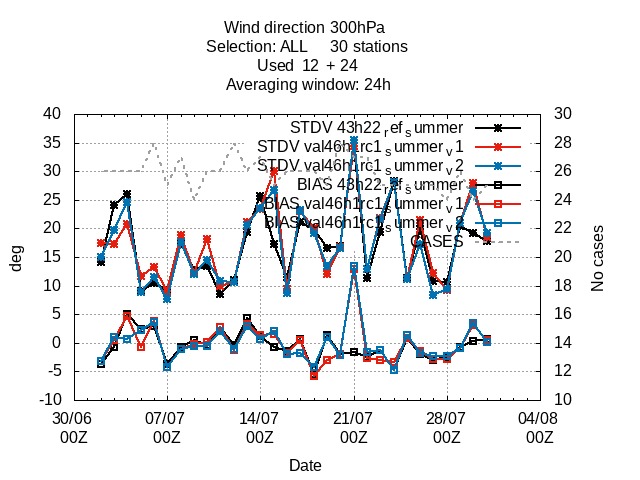 Wind direction 300hPa
Selection: ALL 30 stations
Used 12 + 24
Averaging window: 24h
40 30
STDV 43h22_ref_summer
35 28
STDV val46h1rc1_summer_v1
STDV val46h1rc1_summer_v2
30 26
BIAS 43h22_ref_summer
25 24
BIAS val46h1rc1_summer_v1
BIAS val46h1rc1_summer_v2
20 22
CASES
15 20
10 18
5 16
0 14
-5 12
-10 10
deg
No cases
30/06 07/07 14/07 21/07 28/07 04/08
00Z 00Z 00Z 00Z 00Z 00Z
Date